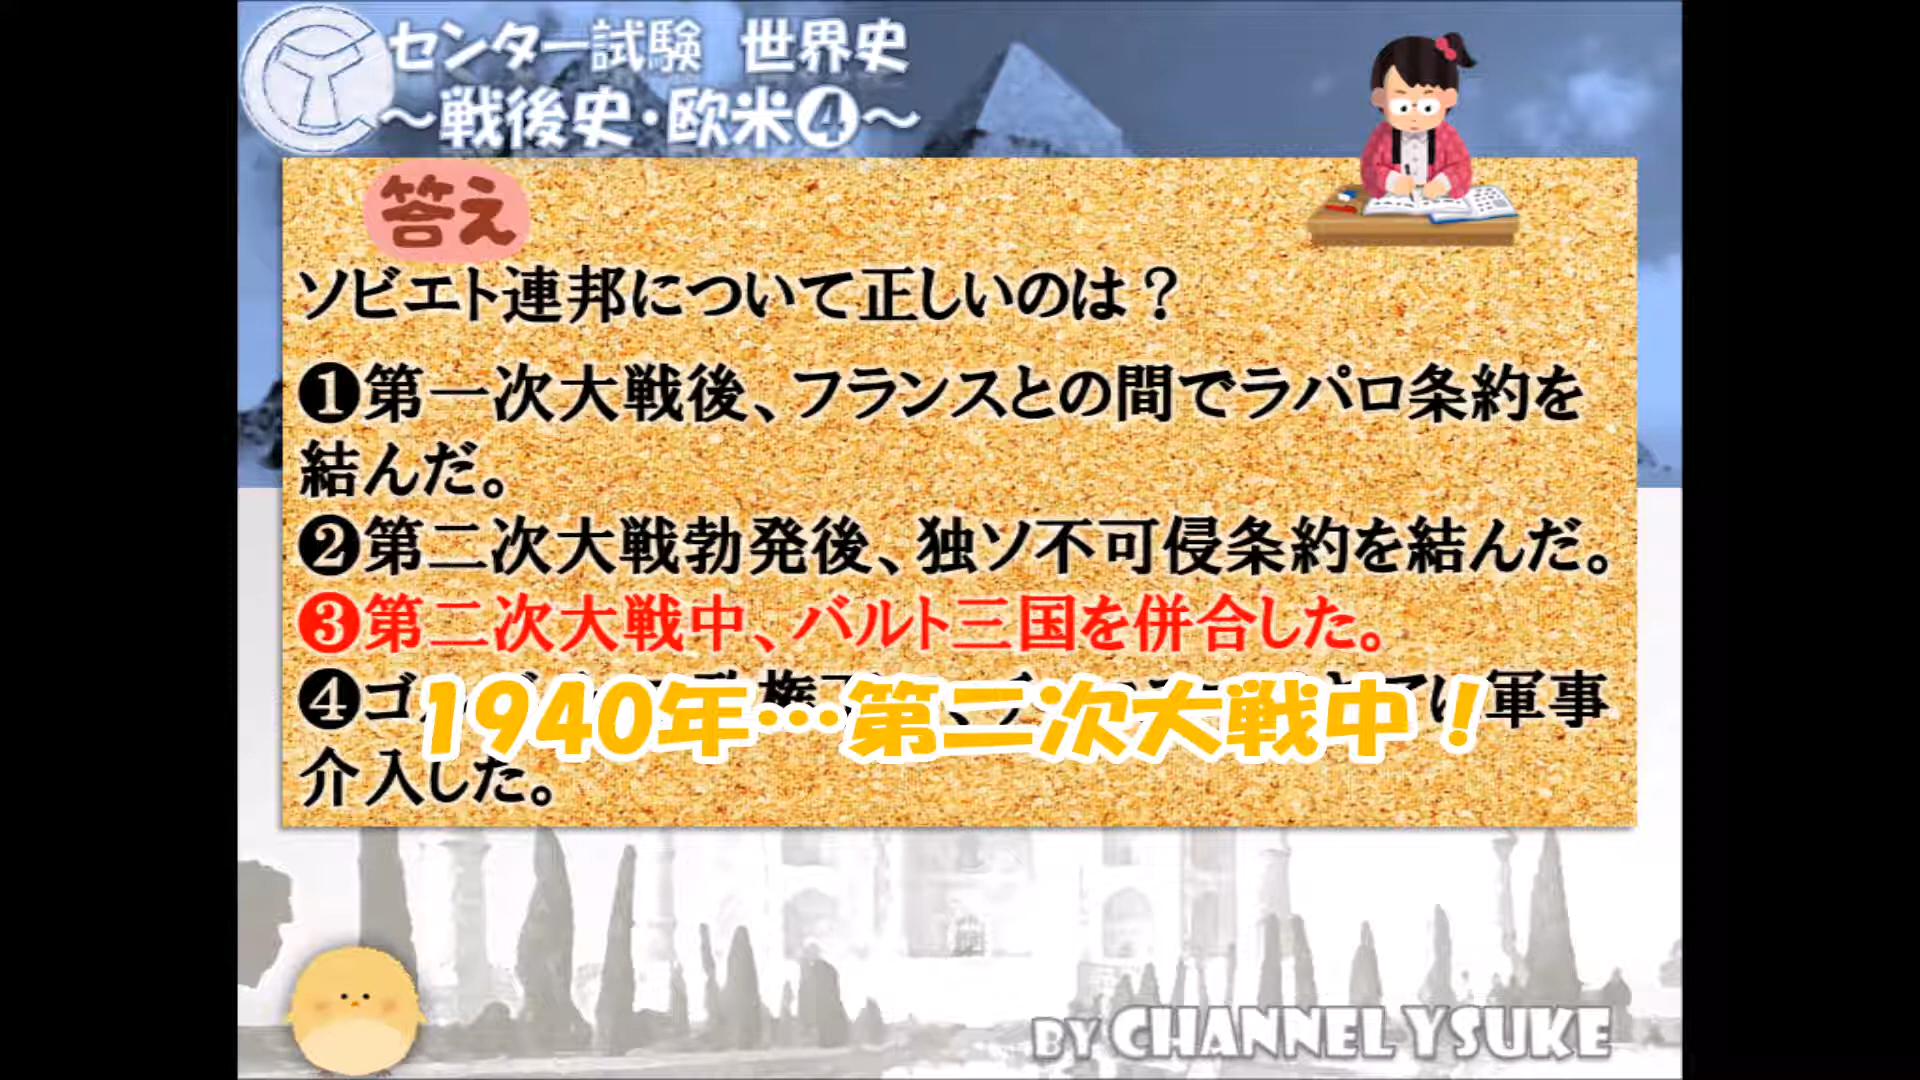 センター試験 世界史
～戦後史・欧米❹～
答え
ソビエト連邦について正しいのは？
❶第一次大戦後、フランスとの間でラパロ条約を
結んだ。
❷第二次大戦勃発後、独ソ不可侵条約を結んだ。
❸第二次大戦中、バルト三国を併合した。
❹ゴ 軍事
1940年…第二次大戦中！
介入した。
BY CHANNEL YSUKE